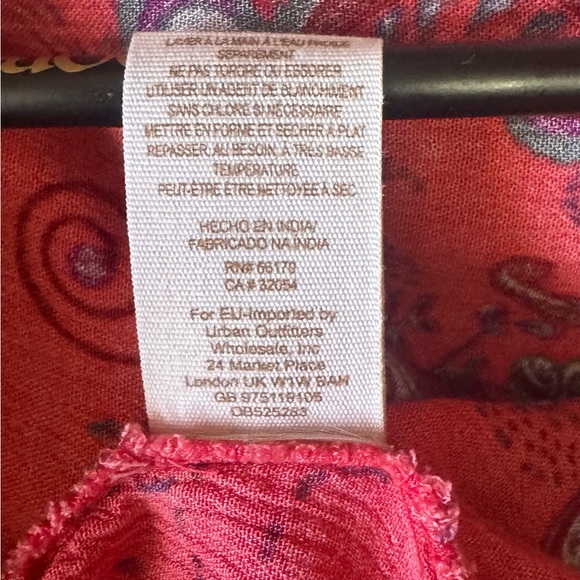 LAVER À LA MAIN À L'EAU FROIDE
SÉPARÉMENT
NE PAS TORDRE OU ESSORER
UTILISER UN AGENT DE BLANCHIMENT
SANS CHLORE SI NÉCESSAIRE
METTRE EN FORME ET SÉCHER À PLAT
REPASSER, AU BESOIN, À TRÈS BASSE
TEMPÉRATURE
PEUT-ÊTRE ÊTRE NETTOYÉE À SEC
HECHO EN INDIA/
FABRICADO NA INDIA
RN# 66170
CA # 32054
For EU-Imported by
Urban Outfitters
Wholesale, Inc
24 Market Place
London UK W1W 8AN
GB 975119105
OB525283